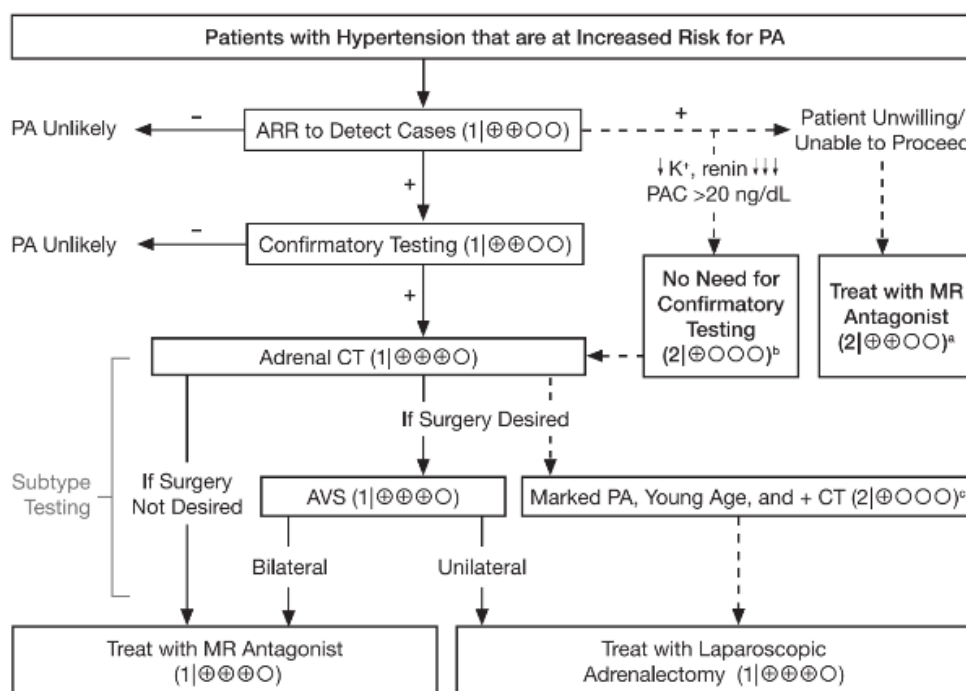 Patients with Hypertension that are at Increased Risk for PA
PA Unlikely
−
ARR to Detect Cases (1|⊕⊕○○)
+
Patient Unwilling/
Unable to Proceed
↓K⁺, renin ↓↓↓
PAC >20 ng/dL
+
PA Unlikely
−
Confirmatory Testing (1|⊕⊕○○)
+
No Need for
Confirmatory
Testing
(2|⊕○○○)ᵇ
Treat with MR
Antagonist
(2|⊕⊕○○)ᵃ
Adrenal CT (1|⊕⊕⊕○)
If Surgery Desired
Subtype
Testing
If Surgery
Not Desired
AVS (1|⊕⊕⊕○)
Marked PA, Young Age, and + CT (2|⊕○○○)ᶜ
Bilateral
Unilateral
Treat with MR Antagonist
(1|⊕⊕⊕○)
Treat with Laparoscopic
Adrenalectomy (1|⊕⊕⊕○)